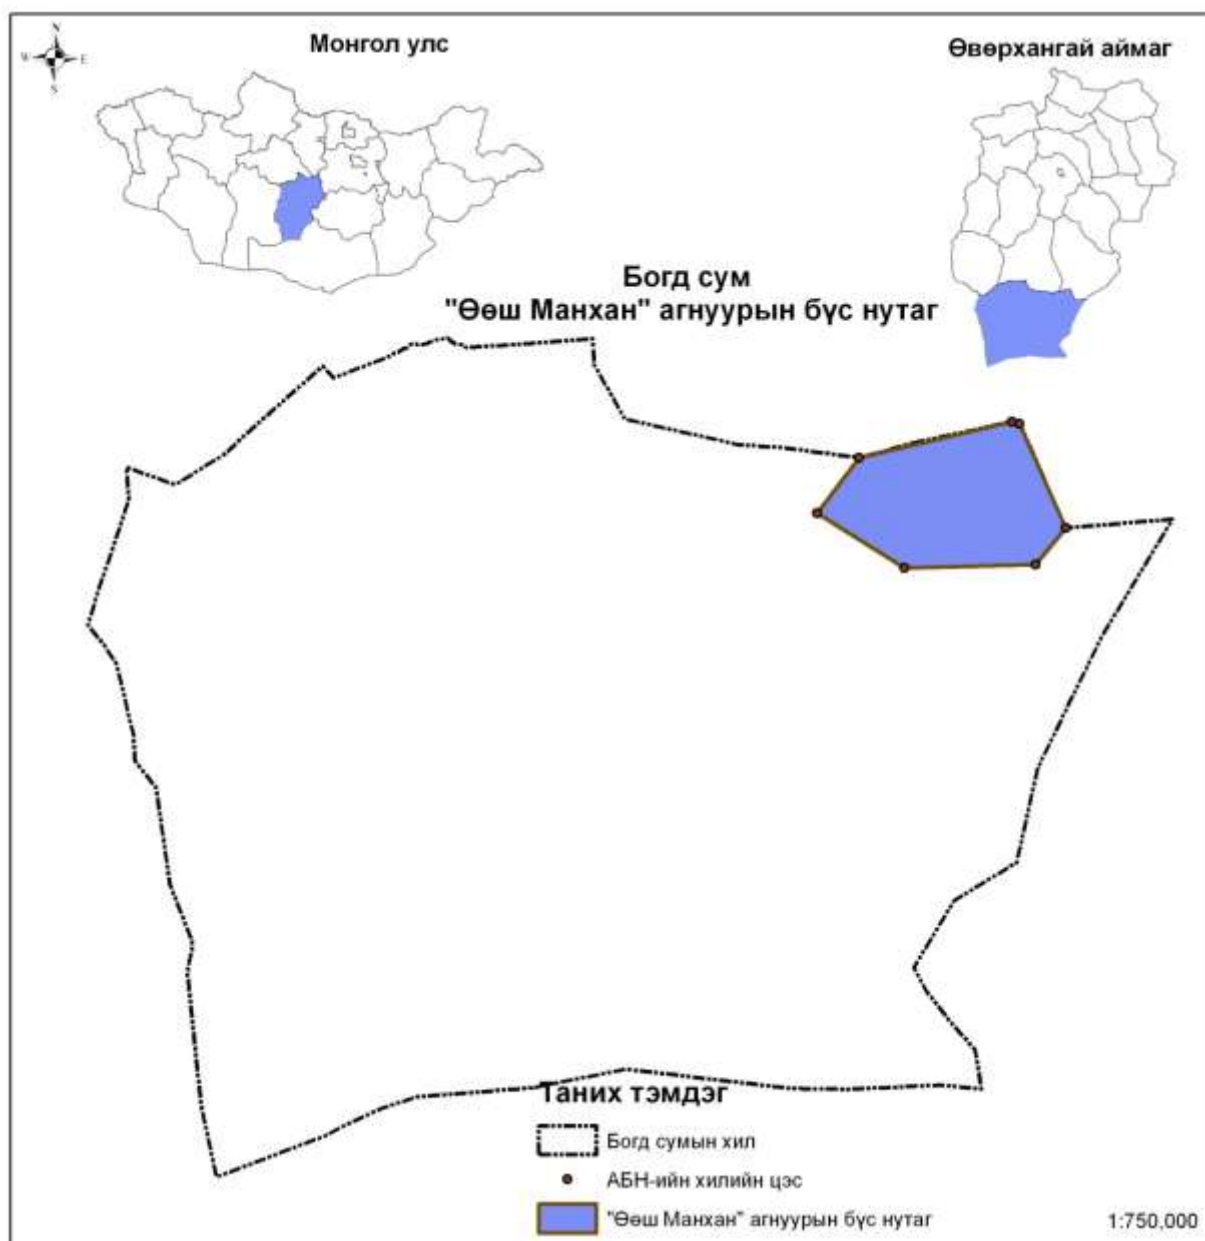 N
W E
S
Монгол улс
Өвөрхангай аймаг
Богд сум
"Өөш Манхан" агнуурын бүс нутаг
Таних тэмдэг
Богд сумын хил
АБН-ийн хилийн цэс
"Өөш Манхан" агнуурын бүс нутаг
1:750,000